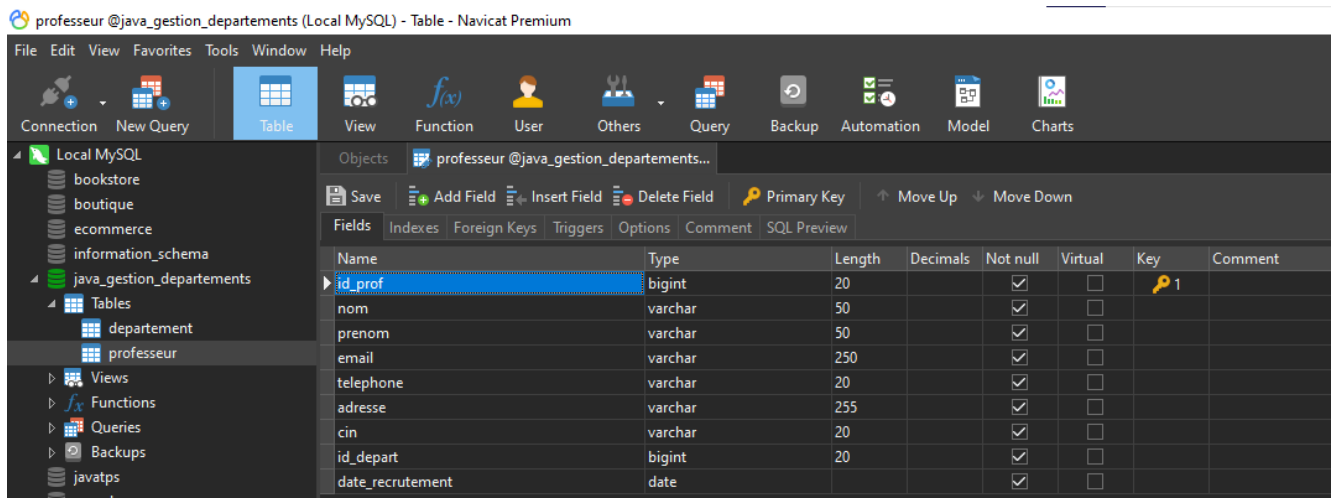 professeur @java_gestion_departements (Local MySQL) - Table - Navicat Premium
File Edit View Favorites Tools Window Help
Connection New Query Table View Function User Others Query Backup Automation Model Charts
Local MySQL
bookstore
boutique
ecommerce
information_schema
java_gestion_departements
Tables
departement
professeur
Views
Functions
Queries
Backups
javatps
Objects professeur @java_gestion_departements...
Save Add Field Insert Field Delete Field Primary Key Move Up Move Down
Fields Indexes Foreign Keys Triggers Options Comment SQL Preview
Name Type Length Decimals Not null Virtual Key Comment
id_prof bigint 20 1
nom varchar 50
prenom varchar 50
email varchar 250
telephone varchar 20
adresse varchar 255
cin varchar 20
id_depart bigint 20
date_recrutement date